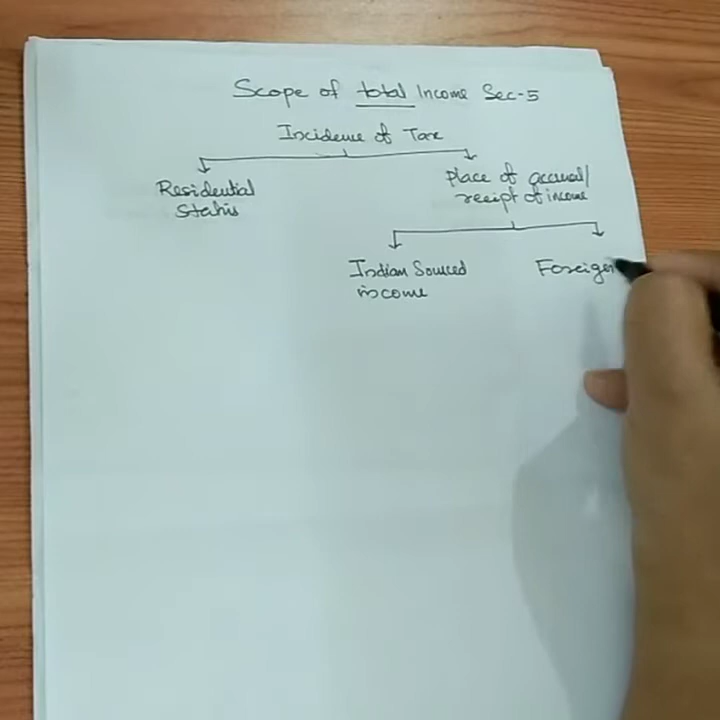 Scope of total Income Sec-5
Incidence of Tax
Residential
Status
Place of accrual/
receipt of income
Indian Sourced
income
Foreign